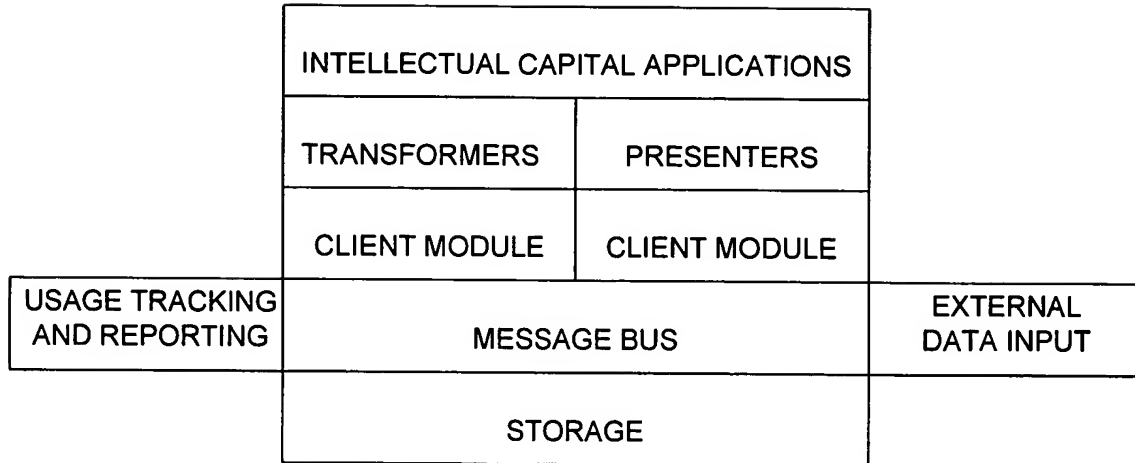 INTELLECTUAL CAPITAL APPLICATIONS
TRANSFORMERS
PRESENTERS
CLIENT MODULE
CLIENT MODULE
USAGE TRACKING
AND REPORTING
MESSAGE BUS
EXTERNAL
DATA INPUT
STORAGE